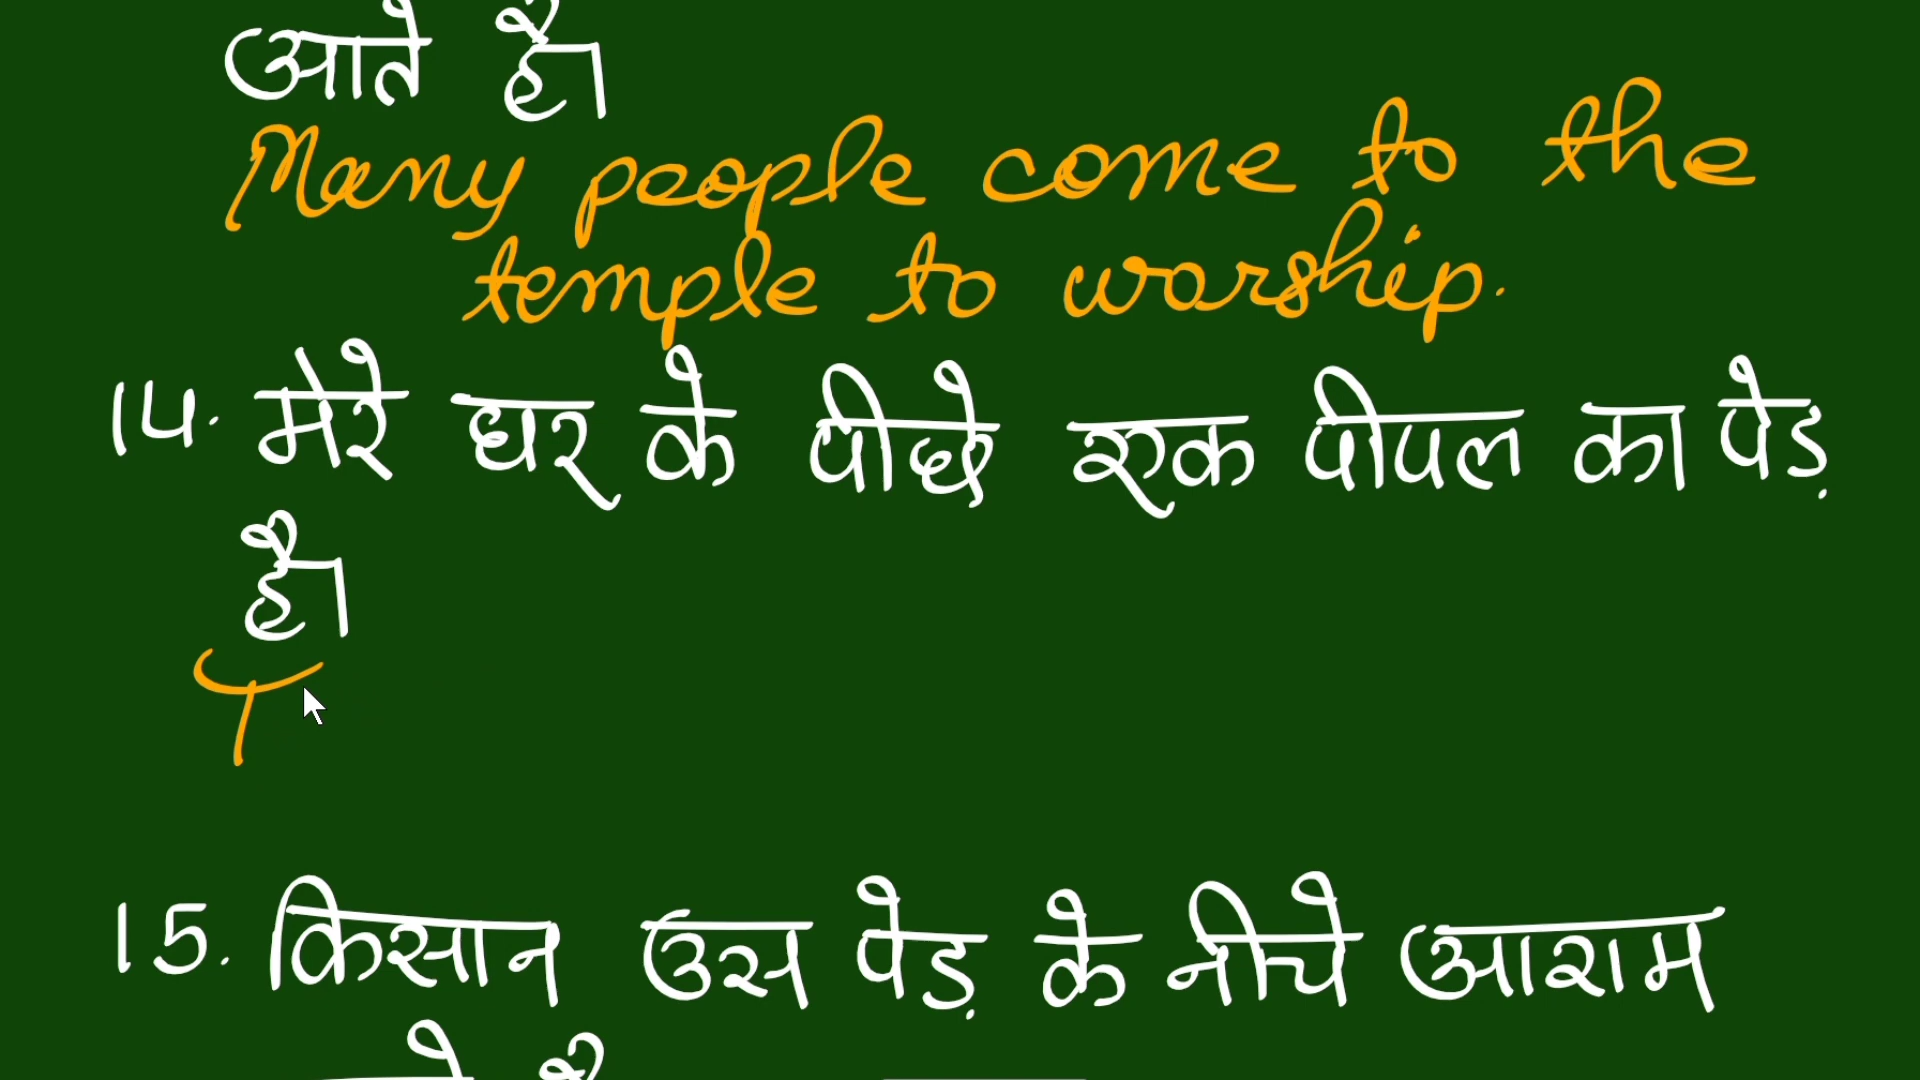 आते है।
Many people come to the
temple to worship.
14. मेरे घर के पीछे एक पीपल का पेड़
है।
T
15. किसान उस पेड़ के नीचे आराम